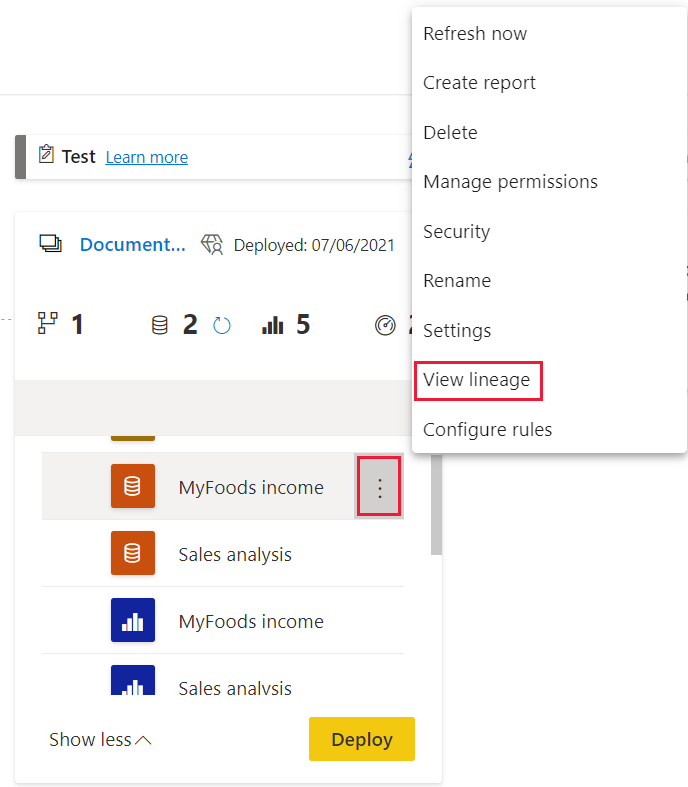 Refresh now
Create report
Delete
Manage permissions
Security
Rename
Settings
View lineage
Configure rules
Test Learn more
Document... Deployed: 07/06/2021
1 2 5
MyFoods income
Sales analysis
MyFoods income
Sales analysis
Show less
Deploy